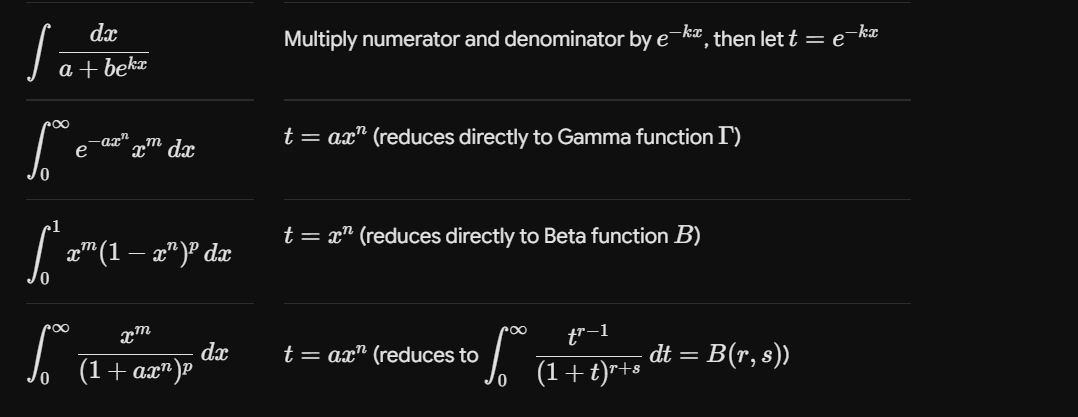 ∫ dx / (a + be^{kx}) Multiply numerator and denominator by e^{−kx}, then let t = e^{−kx}
∫_0^∞ e^{−ax^n} x^m dx t = ax^n (reduces directly to Gamma function Γ)
∫_0^1 x^m(1 − x^n)^p dx t = x^n (reduces directly to Beta function B)
∫_0^∞ x^m / (1 + ax^n)^p dx t = ax^n (reduces to ∫_0^∞ t^{r−1} / (1 + t)^{r+s} dt = B(r, s))